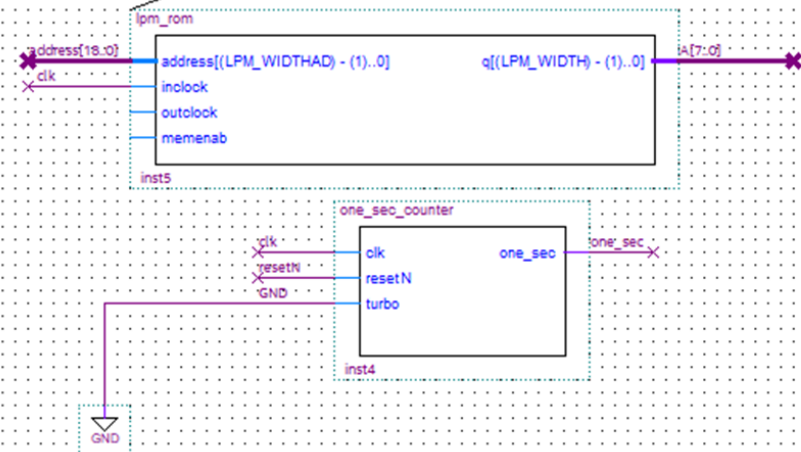 lpm_rom
address[18..0]
address[(LPM_WIDTHAD) - (1)..0]
q[(LPM_WIDTH) - (1)..0]
A[7..0]
clk
inclock
outclock
memenab
inst5
one_sec_counter
clk
clk
one_sec
one_sec
resetN
resetN
GND
turbo
inst4
GND